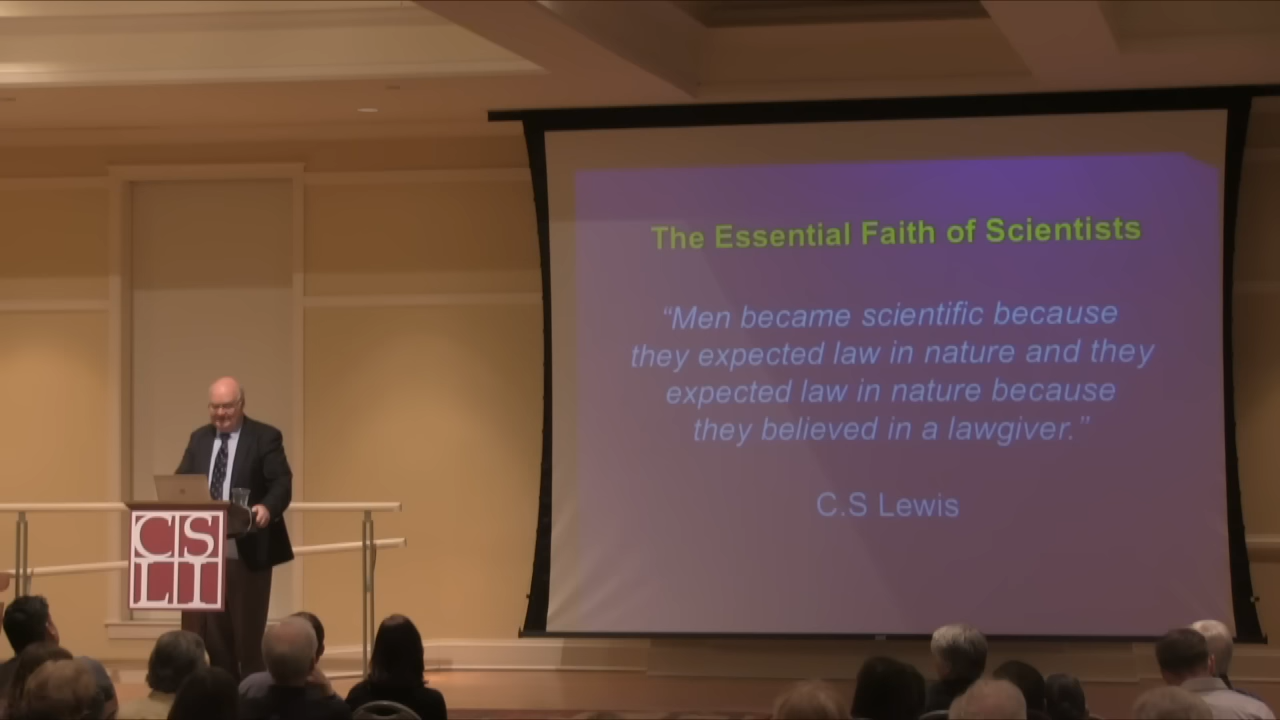 The Essential Faith of Scientists
“Men became scientific because
they expected law in nature and they
expected law in nature because
they believed in a lawgiver.”
C.S Lewis
CS
LI